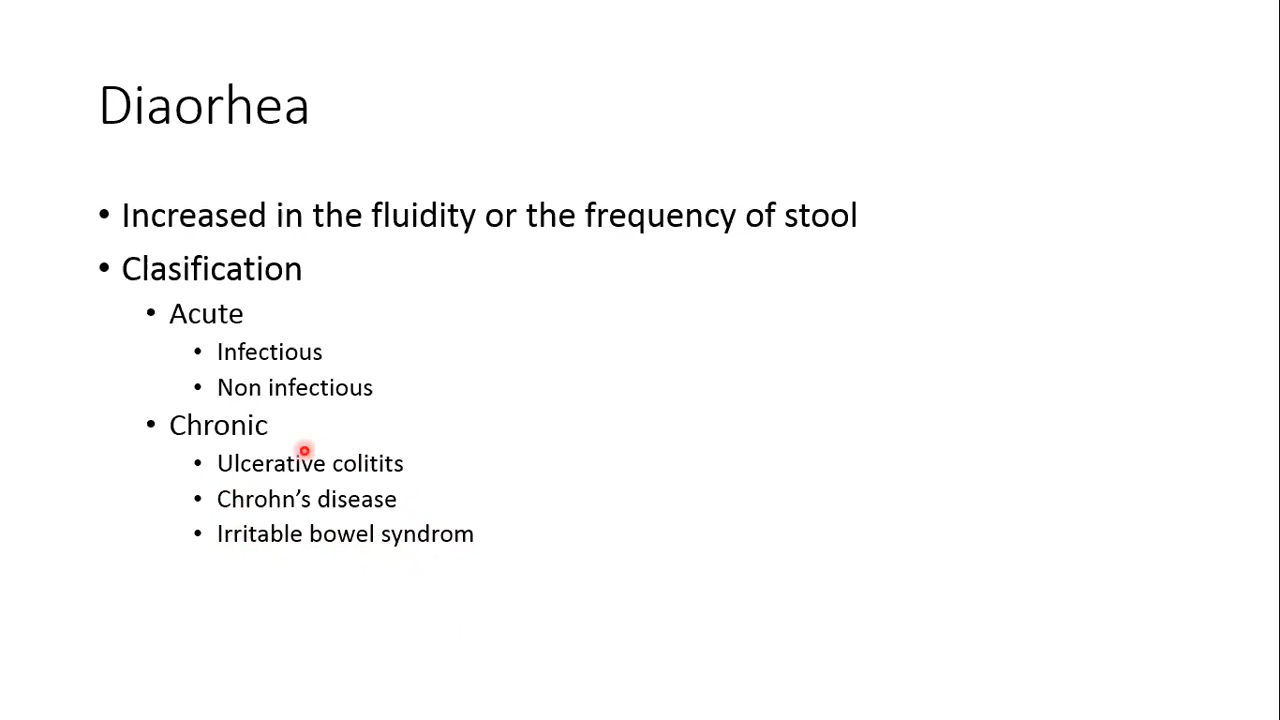 Diaorhea
• Increased in the fluidity or the frequency of stool
• Clasification
• Acute
• Infectious
• Non infectious
• Chronic
• Ulcerative colitits
• Chrohn’s disease
• Irritable bowel syndrom